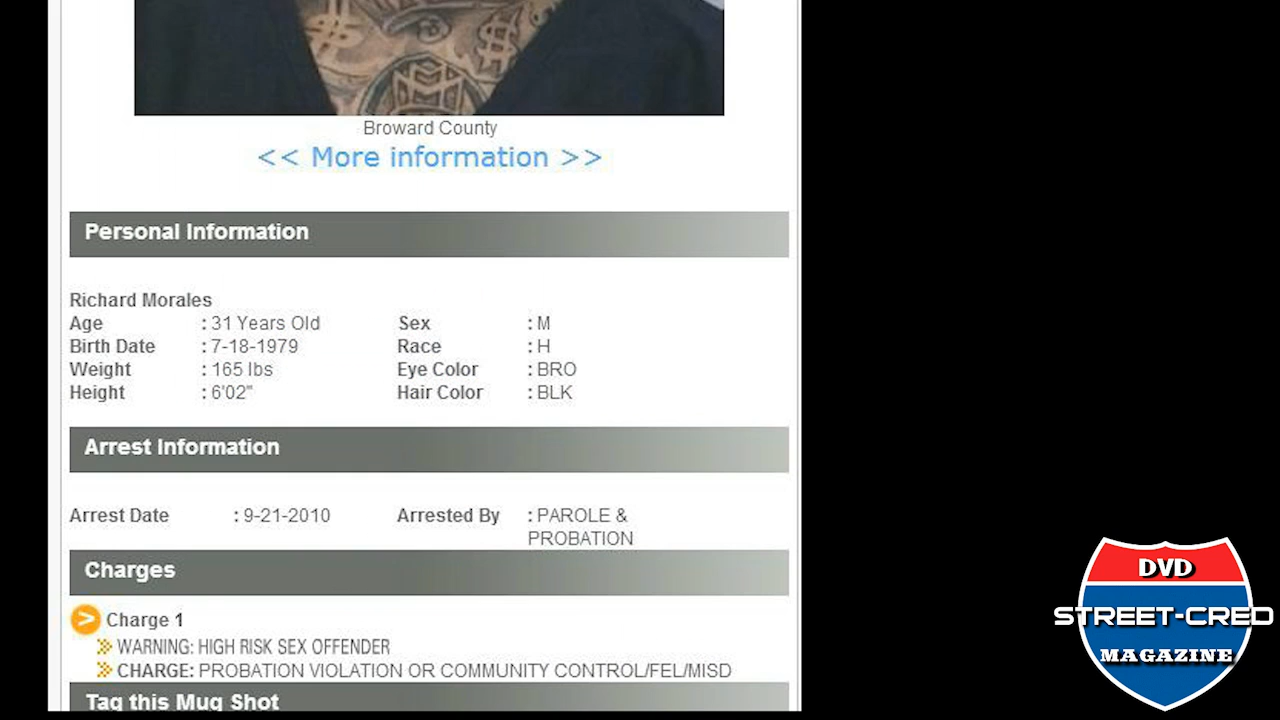 Broward County
<< More information >>
Personal Information
Richard Morales
Age : 31 Years Old Sex : M
Birth Date : 7-18-1979 Race : H
Weight : 165 lbs Eye Color : BRO
Height : 6'02" Hair Color : BLK
Arrest Information
Arrest Date : 9-21-2010 Arrested By : PAROLE &
PROBATION
Charges
> Charge 1
WARNING: HIGH RISK SEX OFFENDER
CHARGE: PROBATION VIOLATION OR COMMUNITY CONTROL/FEL/MISD
Tag this Mug Shot
DVD
STREET-CRED
MAGAZINE